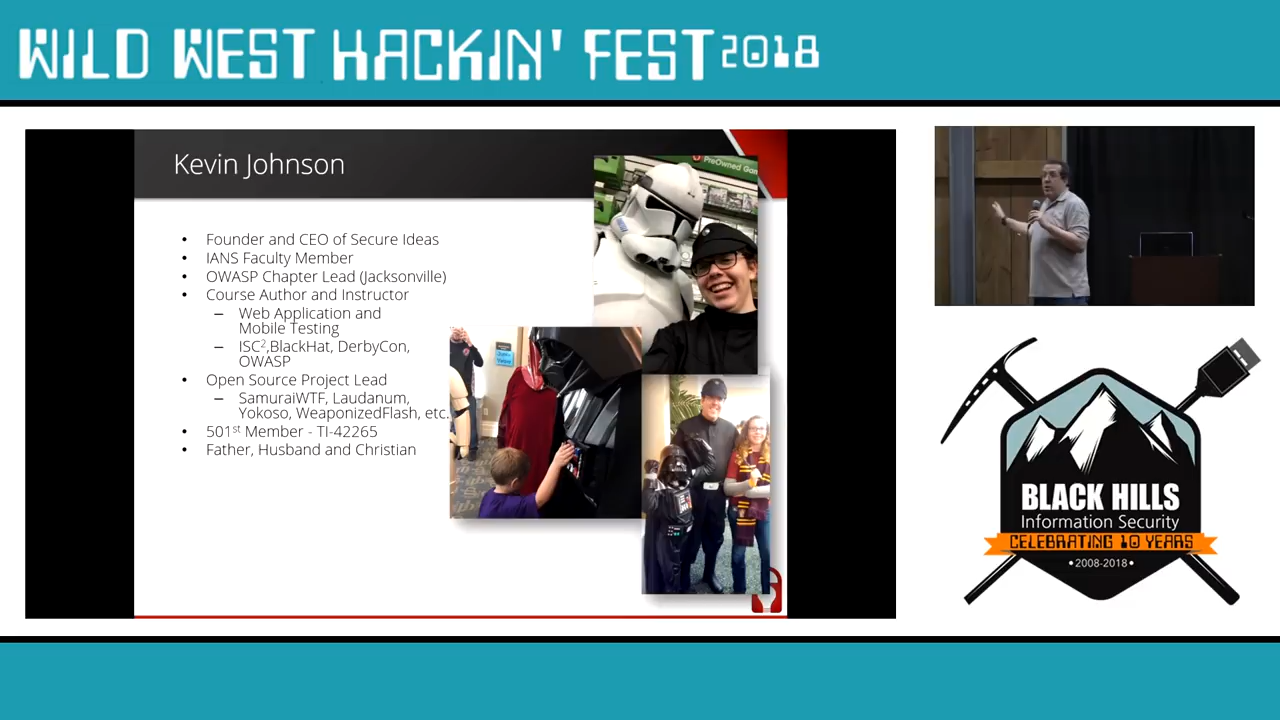 WILD WEST HACKIN' FEST 2018
Kevin Johnson
PreOwned
• Founder and CEO of Secure Ideas
• IANS Faculty Member
• OWASP Chapter Lead (Jacksonville)
• Course Author and Instructor
– Web Application and
Mobile Testing
– ISC²,BlackHat, DerbyCon,
OWASP
• Open Source Project Lead
– SamuraiWTF, Laudanum,
Yokoso, WeaponizedFlash, etc.
• 501st Member - TI-42265
• Father, Husband and Christian
BLACK HILLS
Information Security
CELEBRATING 10 YEARS
•2008-2018•